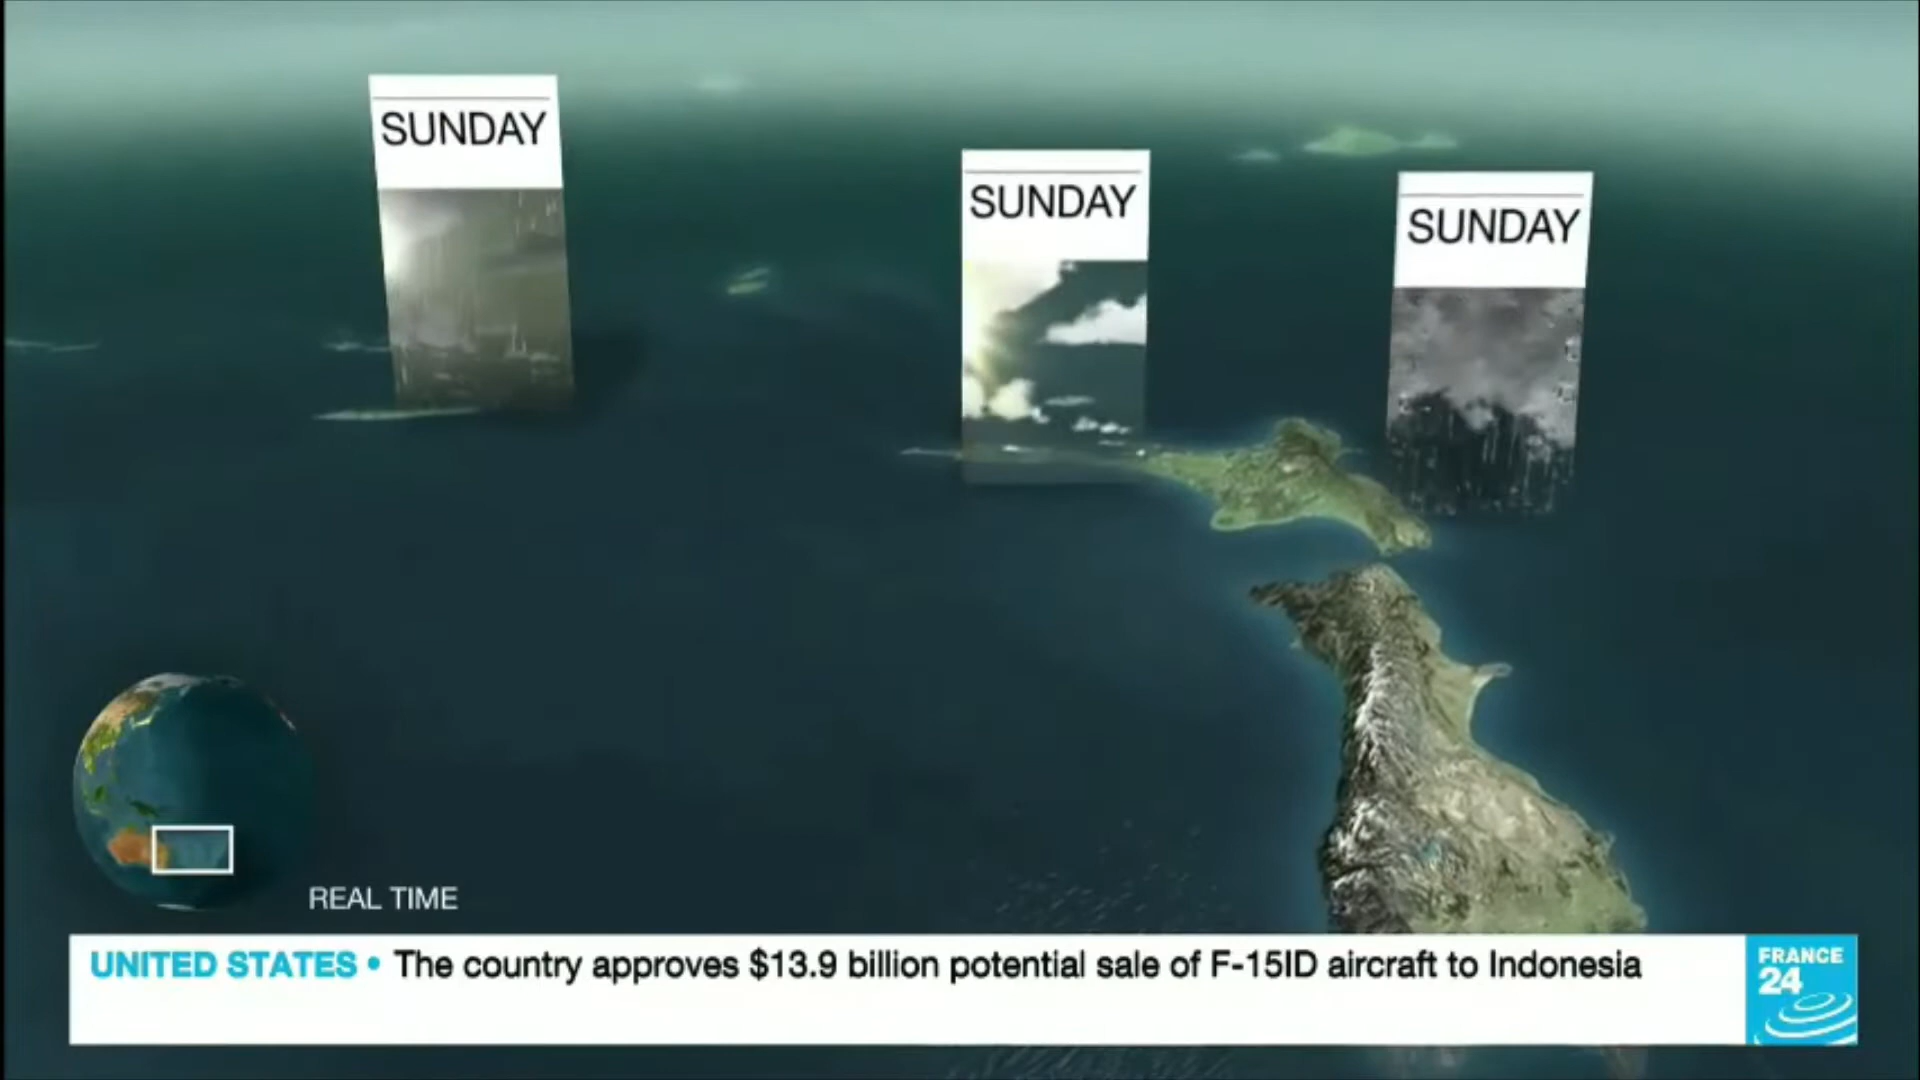 SUNDAY
SUNDAY
SUNDAY
REAL TIME
UNITED STATES • The country approves $13.9 billion potential sale of F-15ID aircraft to Indonesia
FRANCE
24